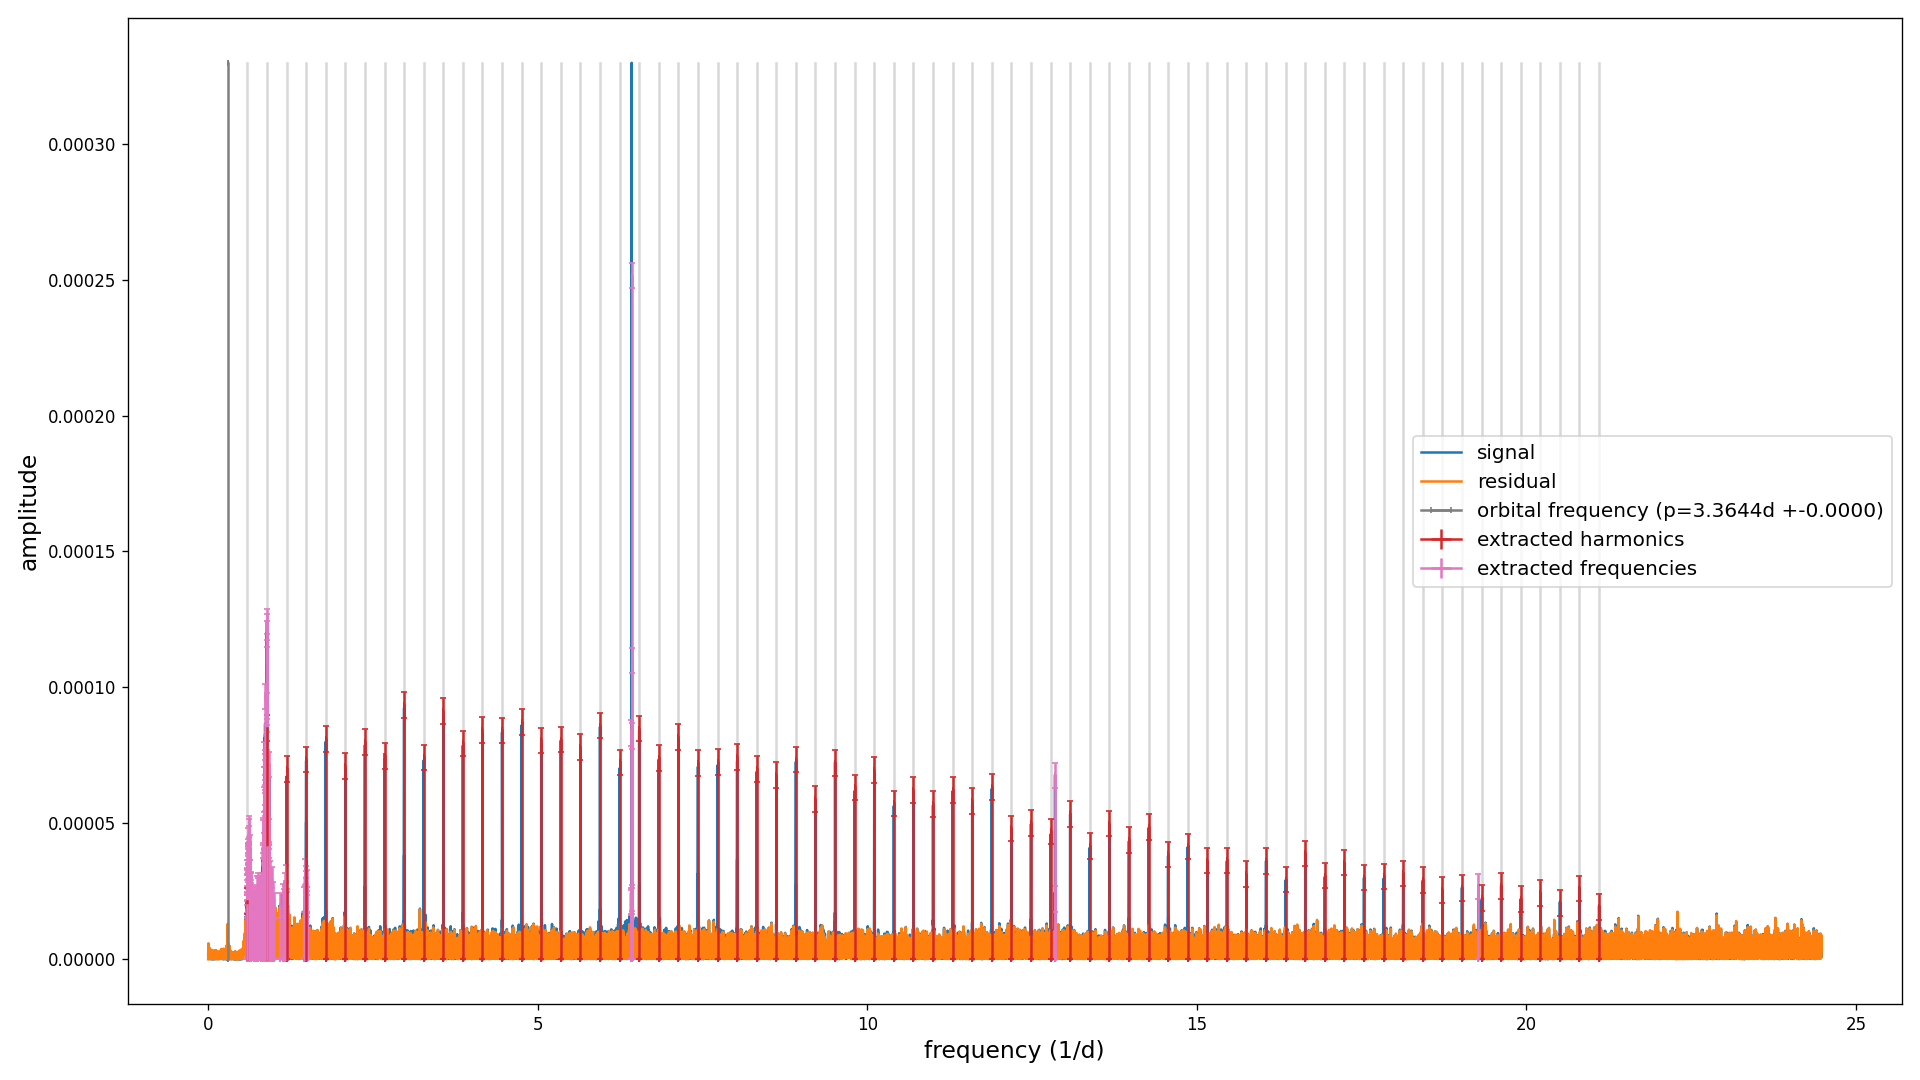 0.00030
0.00025
0.00020
0.00015
0.00010
0.00005
0.00000
amplitude
signal
residual
orbital frequency (p=3.3644d +-0.0000)
extracted harmonics
extracted frequencies
0 5 10 15 20 25
frequency (1/d)